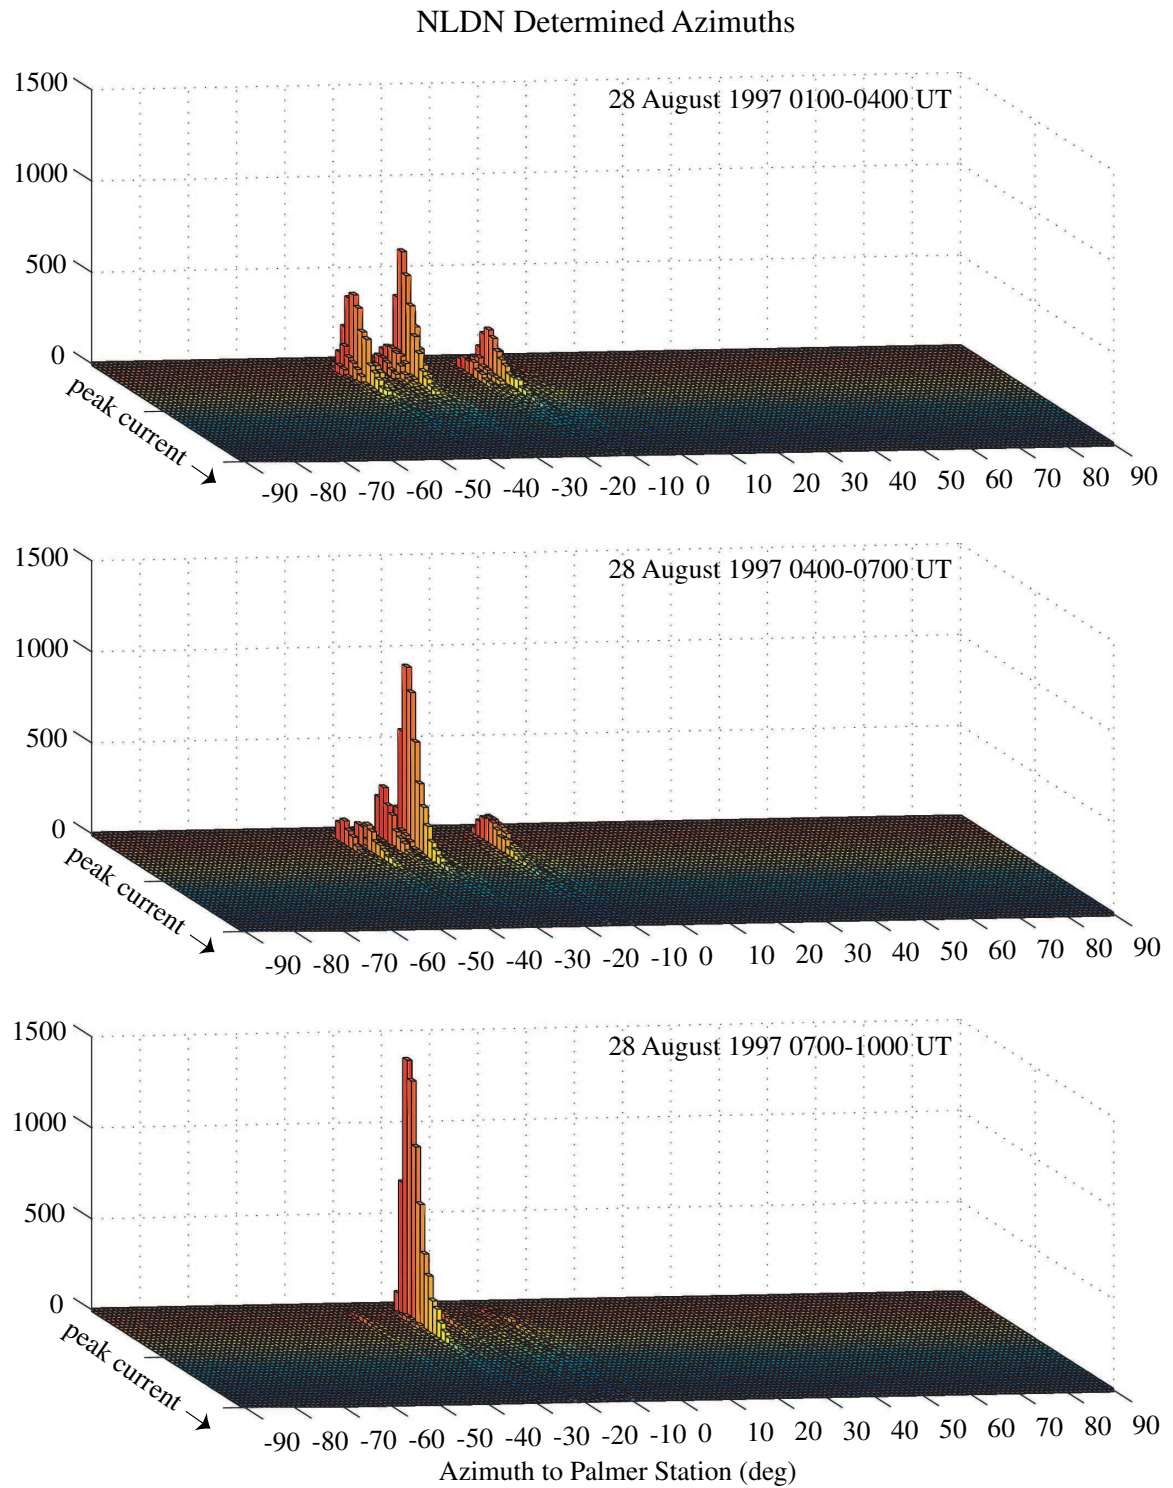 NLDN Determined Azimuths
28 August 1997 0100-0400 UT
1500
1000
500
0
peak current →
-90 -80 -70 -60 -50 -40 -30 -20 -10 0 10 20 30 40 50 60 70 80 90
28 August 1997 0400-0700 UT
1500
1000
500
0
peak current →
-90 -80 -70 -60 -50 -40 -30 -20 -10 0 10 20 30 40 50 60 70 80 90
28 August 1997 0700-1000 UT
1500
1000
500
0
peak current →
-90 -80 -70 -60 -50 -40 -30 -20 -10 0 10 20 30 40 50 60 70 80 90
Azimuth to Palmer Station (deg)